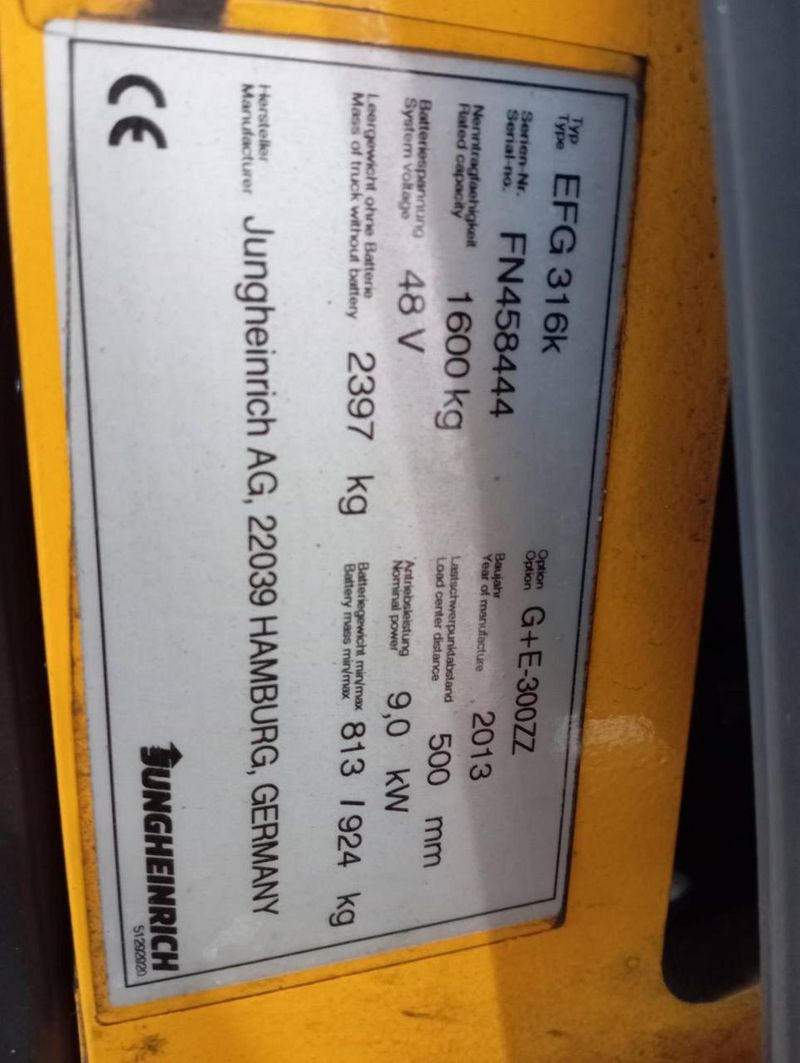 Typ
Type EFG 316k
Option
Option G+E-300ZZ
Serien-Nr.
Serial-no. FN458444
Baujahr
Year of manufacture 2013
Nenntragfaehigkeit
Rated capacity 1600 kg
Lastschwerpunktabstand
Load center distance 500 mm
Batteriespannung
System voltage 48 V
Antriebsleistung
Nominal power 9,0 kW
Leergewicht ohne Batterie
Mass of truck without battery 2397 kg
Batteriegewicht min/max
Battery mass min/max 813 / 924 kg
Hersteller
Manufacturer Jungheinrich AG, 22039 HAMBURG, GERMANY
CE
JUNGHEINRICH
51292920